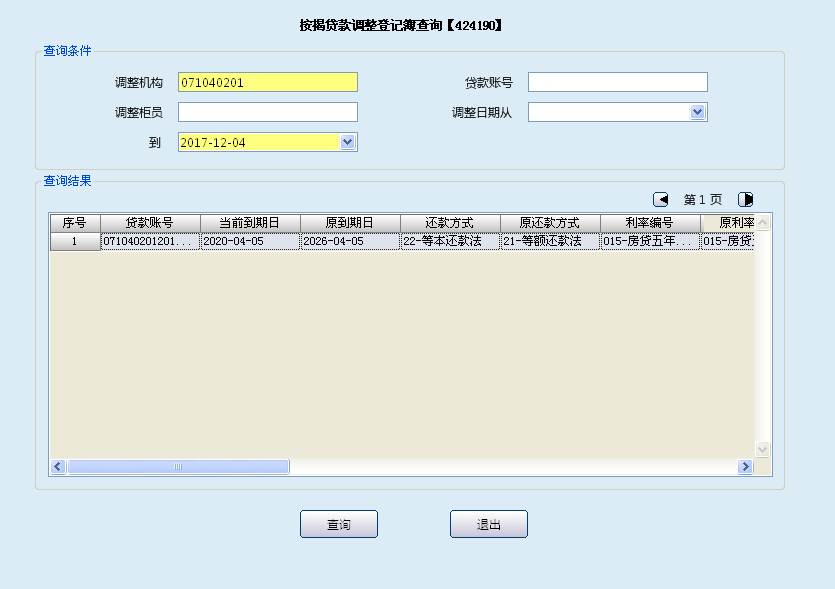 按揭贷款调整登记簿查询【424190】
查询条件
调整机构 071040201 贷款账号
调整柜员 调整日期从
到 2017-12-04
查询结果
第 1 页
序号 贷款账号 当前到期日 原到期日 还款方式 原还款方式 利率编号 原利率
1 071040201201... 2020-04-05 2026-04-05 22-等本还款法 21-等额还款法 015-房贷五年... 015-房贷
查询 退出